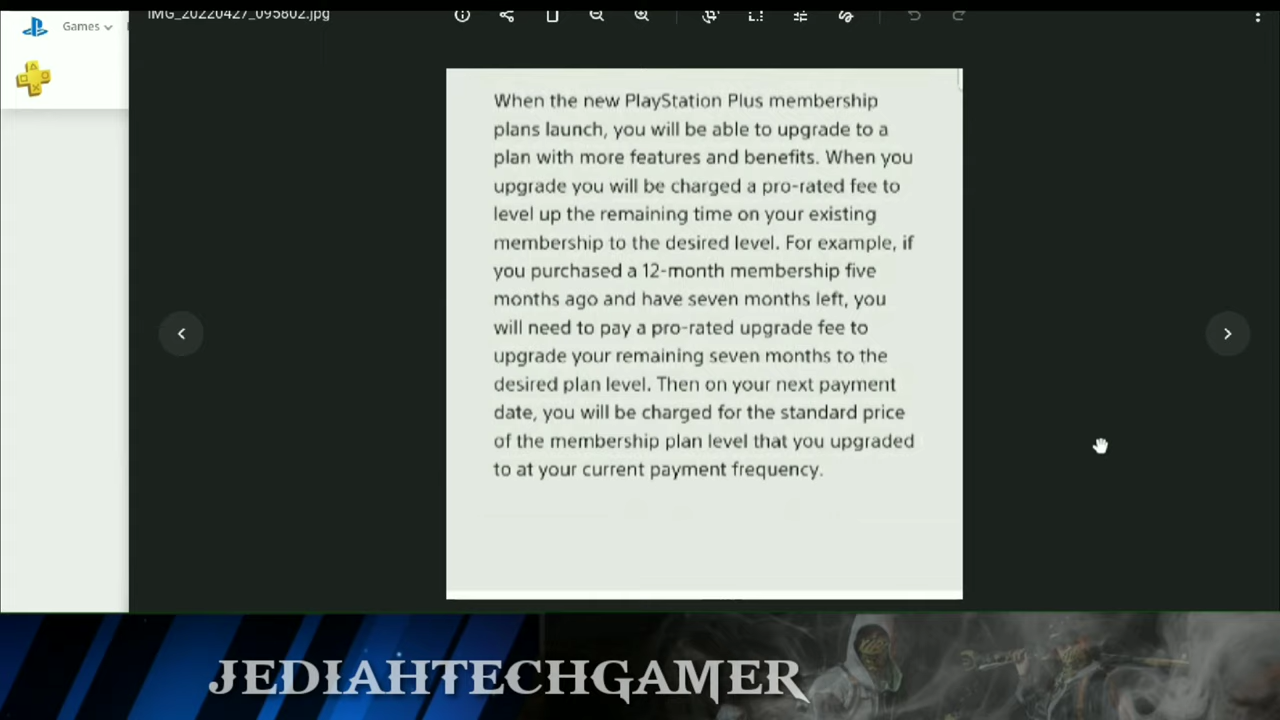 IMG_20220427_095802.jpg
Games
When the new PlayStation Plus membership
plans launch, you will be able to upgrade to a
plan with more features and benefits. When you
upgrade you will be charged a pro-rated fee to
level up the remaining time on your existing
membership to the desired level. For example, if
you purchased a 12-month membership five
months ago and have seven months left, you
will need to pay a pro-rated upgrade fee to
upgrade your remaining seven months to the
desired plan level. Then on your next payment
date, you will be charged for the standard price
of the membership plan level that you upgraded
to at your current payment frequency.
JEDIAHTECHGAMER